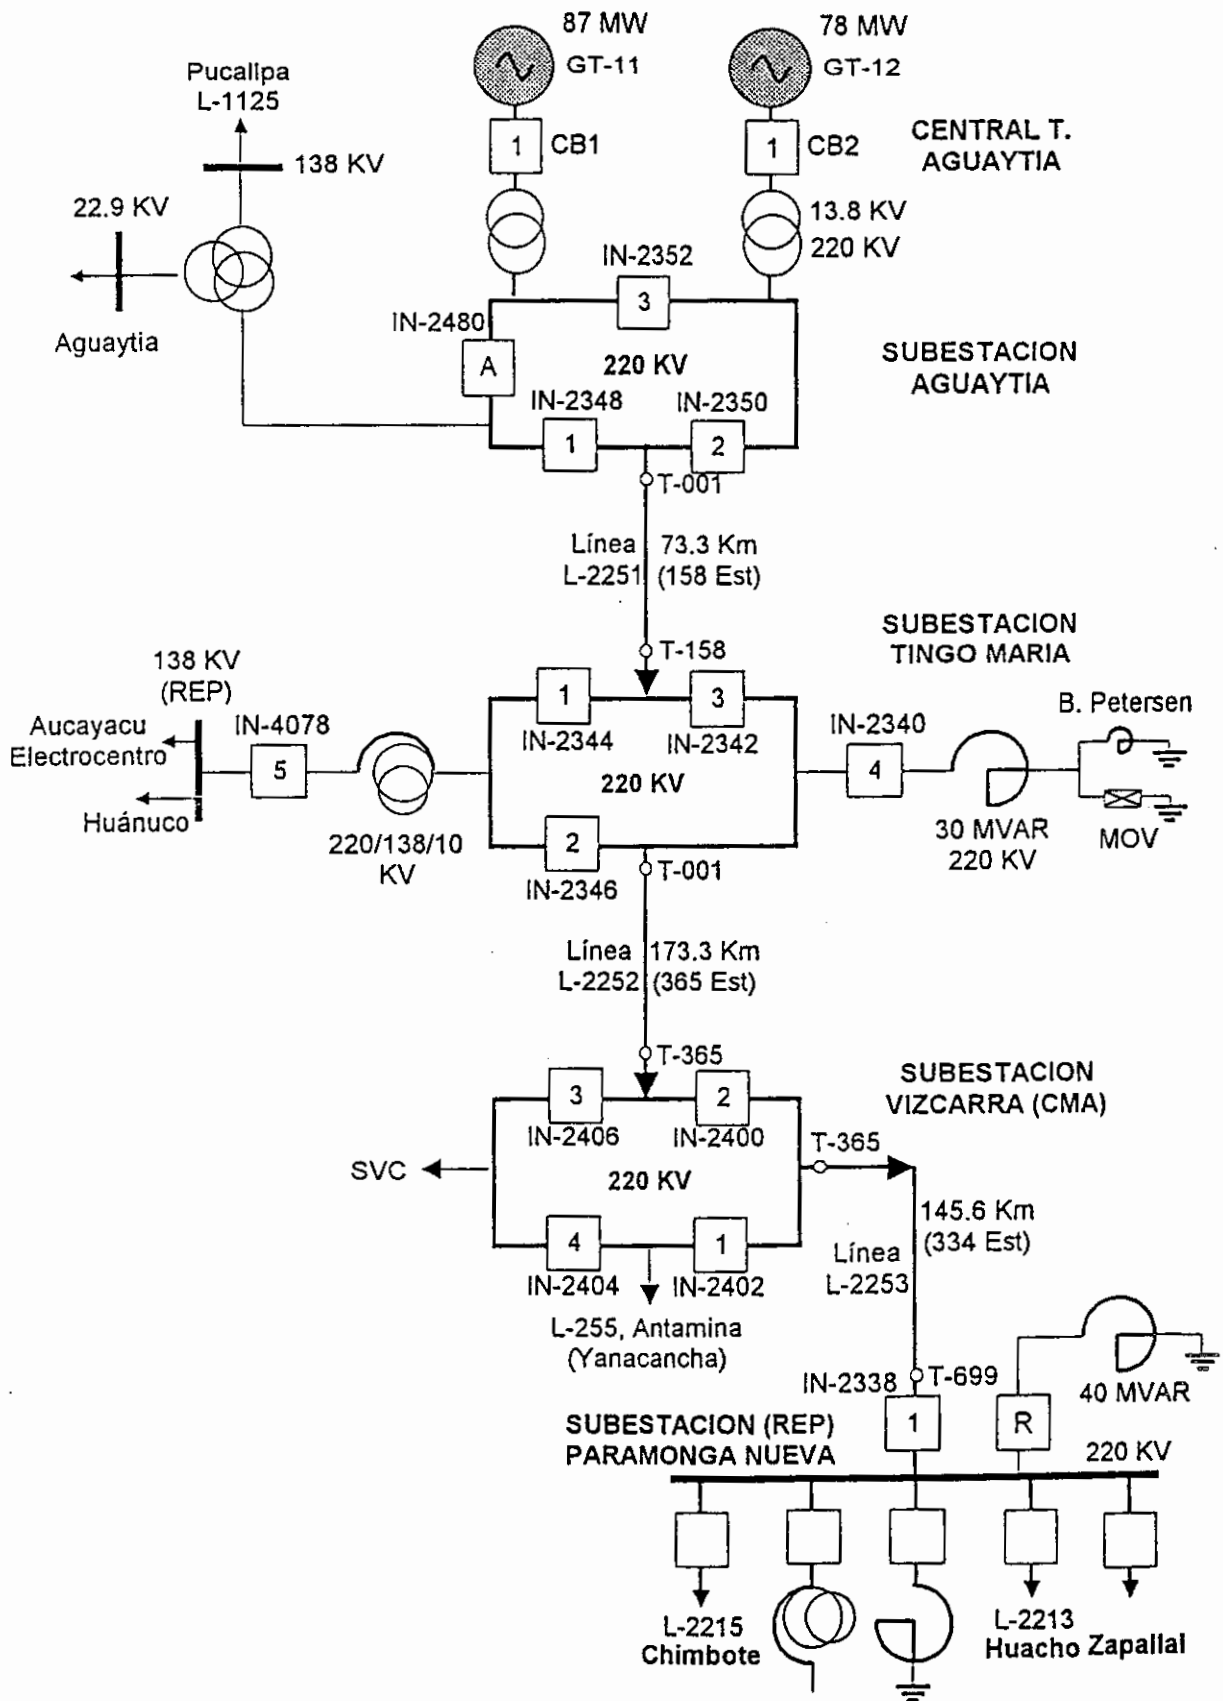 87 MW
GT-11
78 MW
GT-12
Pucallpa
L-1125
138 KV
1
CB1
1
CB2
CENTRAL T.
AGUAYTIA
22.9 KV
13.8 KV
220 KV
Aguaytia
IN-2352
3
IN-2480
A
220 KV
SUBESTACION
AGUAYTIA
IN-2348
IN-2350
1
2
T-001
Línea
73.3 Km
L-2251
(158 Est)
SUBESTACION
TINGO MARIA
T-158
138 KV
(REP)
Aucayacu
Electrocentro
Huánuco
IN-4078
5
220/138/10
KV
1
3
IN-2344
IN-2342
220 KV
2
IN-2346
IN-2340
4
B. Petersen
30 MVAR
220 KV
MOV
T-001
Línea
173.3 Km
L-2252
(365 Est)
T-365
SUBESTACION
VIZCARRA (CMA)
3
2
IN-2406
IN-2400
SVC
220 KV
T-365
4
1
IN-2404
IN-2402
L-255, Antamina
(Yanacancha)
145.6 Km
(334 Est)
Línea
L-2253
IN-2338
T-699
1
R
40 MVAR
SUBESTACION (REP)
PARAMONGA NUEVA
220 KV
L-2215
Chimbote
L-2213
Huacho
Zapallal